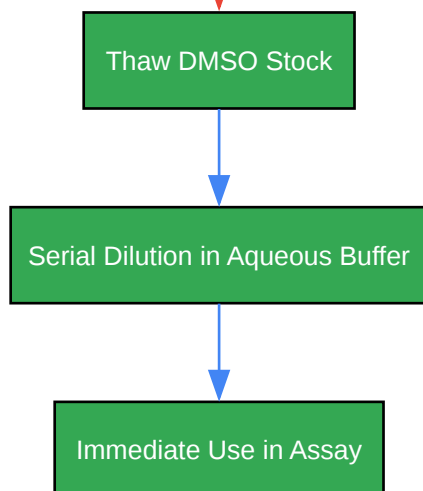 Thaw DMSO Stock
Serial Dilution in Aqueous Buffer
Immediate Use in Assay